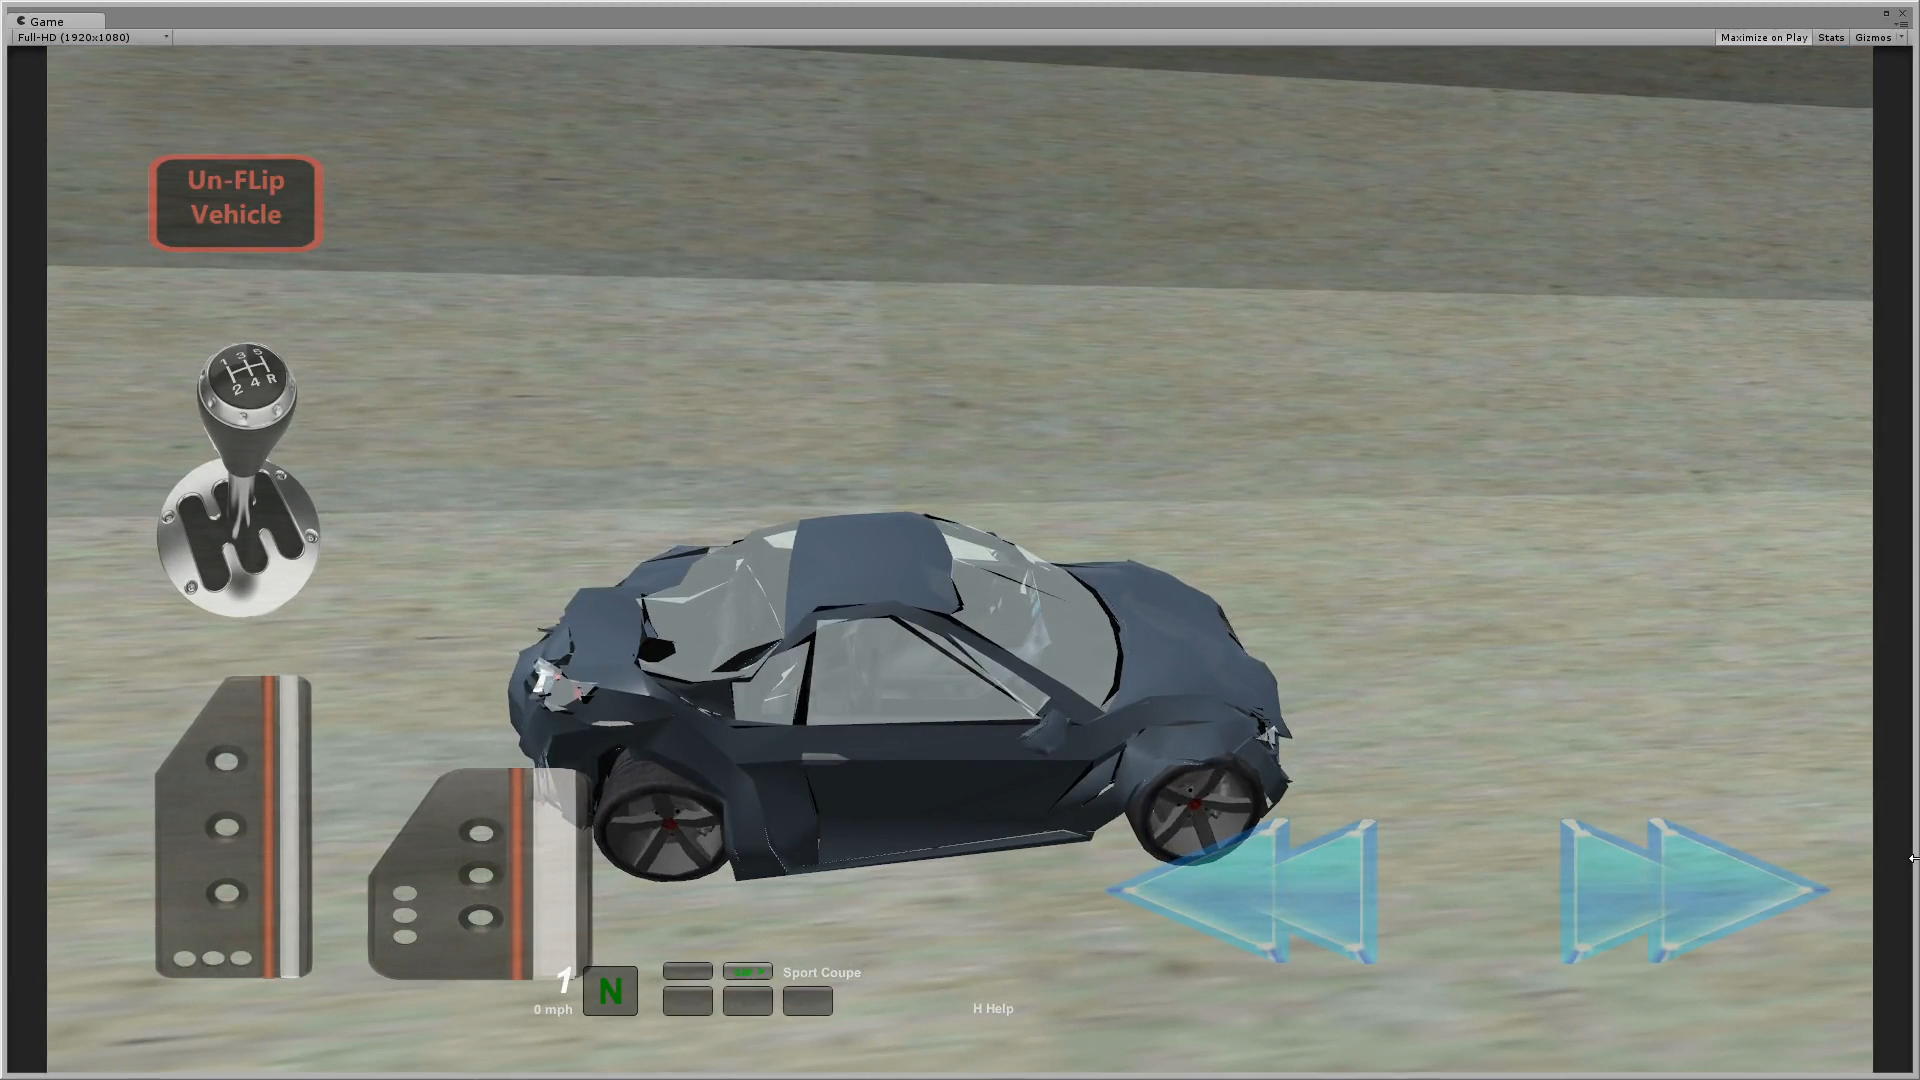 Game
Full-HD (1920x1080)
Maximize on Play
Stats
Gizmos
Un-FLip
Vehicle
1 3 5
2 4 R
1
N
Sport Coupe
0 mph
H Help